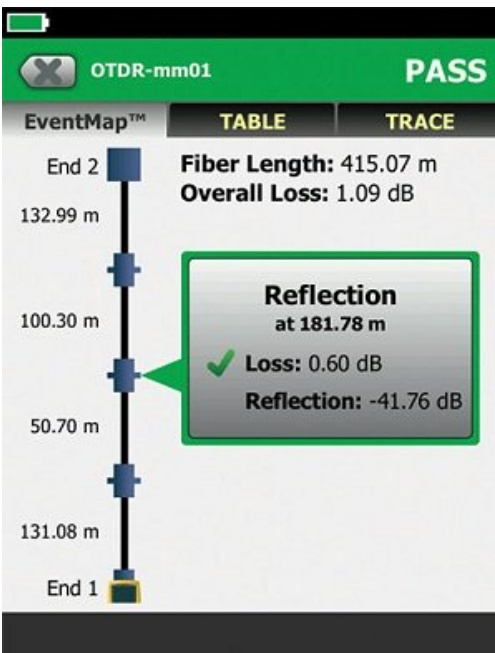 OTDR-mm01
PASS
EventMap™
TABLE
TRACE
End 2
Fiber Length: 415.07 m
Overall Loss: 1.09 dB
132.99 m
Reflection
at 181.78 m
100.30 m
Loss: 0.60 dB
Reflection: -41.76 dB
50.70 m
131.08 m
End 1